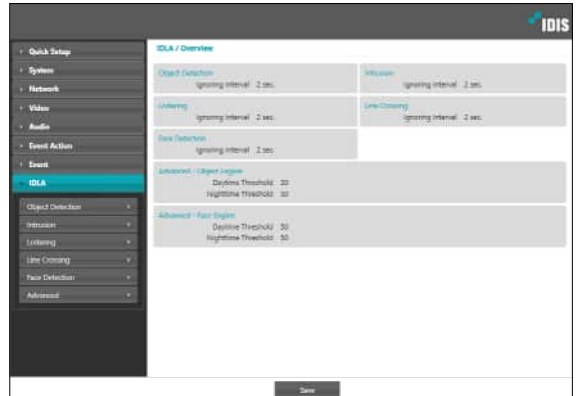 IDIS
Quick Setup
System
Network
Video
Audio
Event Action
Event
IDLA
Object Detection
Intrusion
Loitering
Line Crossing
Face Detection
Advanced
IDLA / Overview
Object Detection
Ignoring Interval 2 sec.
Intrusion
Ignoring Interval 2 sec.
Loitering
Ignoring Interval 2 sec.
Line Crossing
Ignoring Interval 2 sec.
Face Detection
Ignoring Interval 2 sec.
Advanced - Object Engine
Daytime Threshold 30
Nighttime Threshold 30
Advanced - Face Engine
Daytime Threshold 50
Nighttime Threshold 50
Save